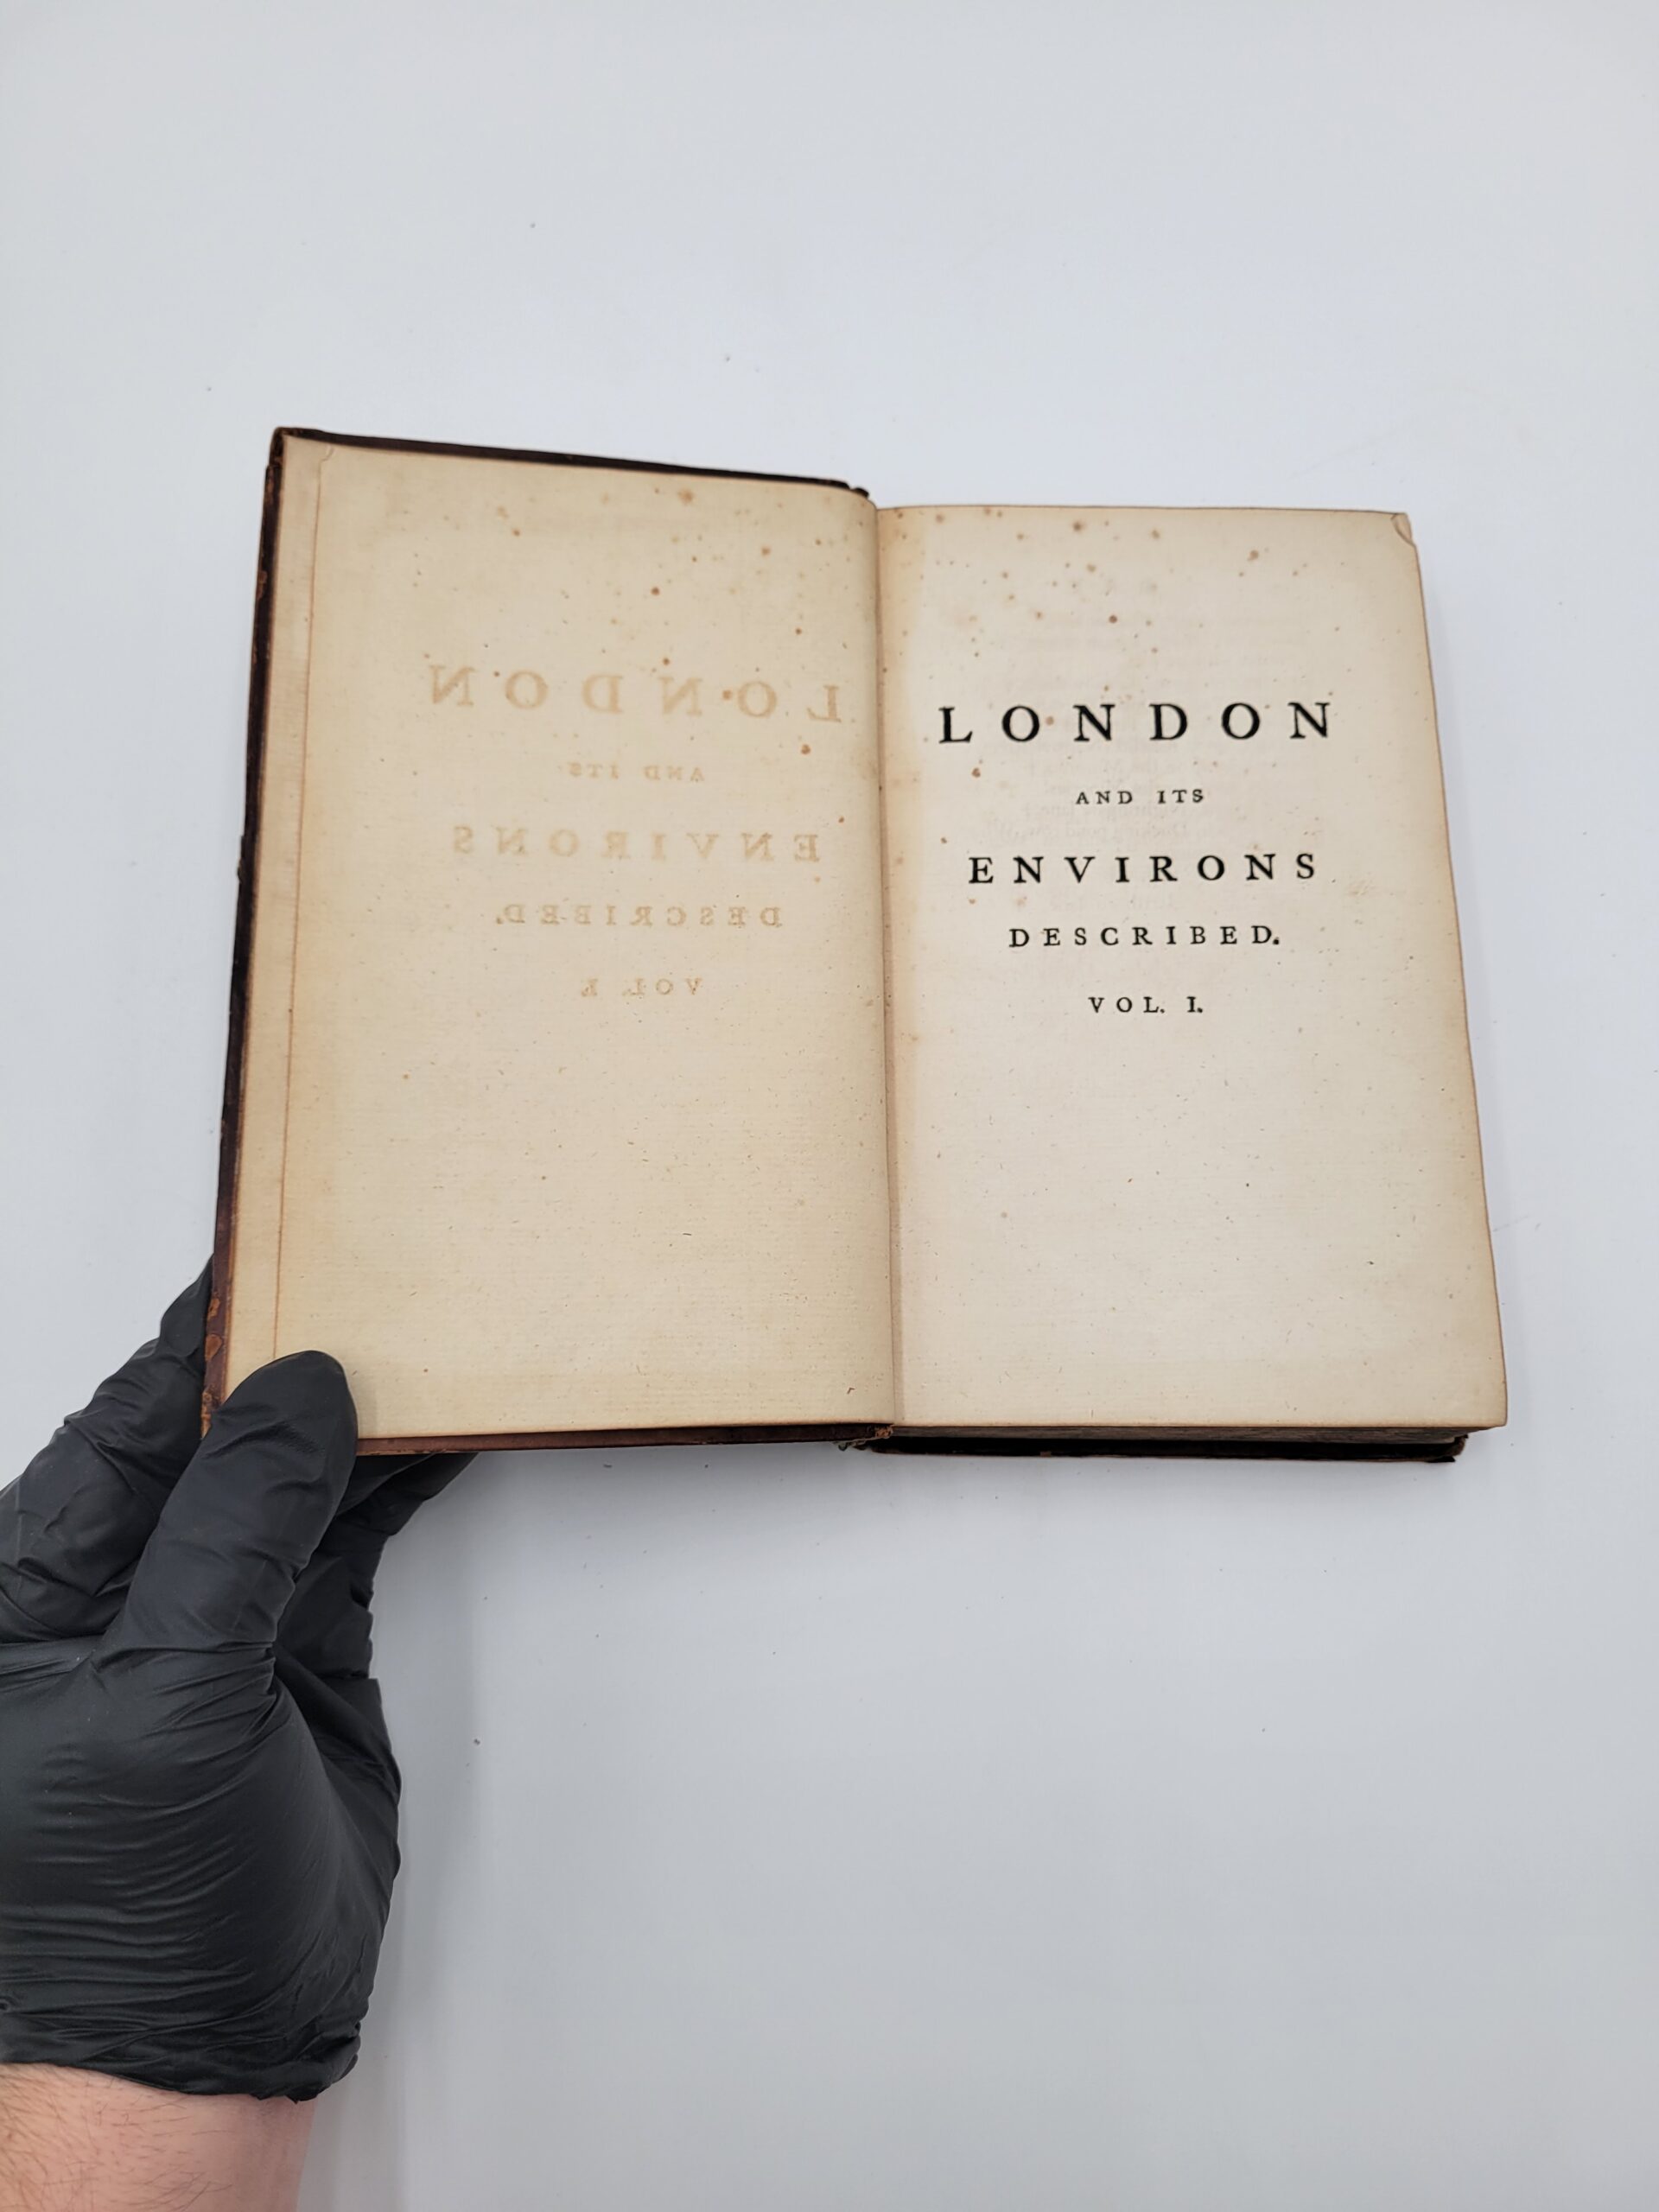 LONDON
AND ITS
ENVIRONS
DESCRIBED.
VOL. I.